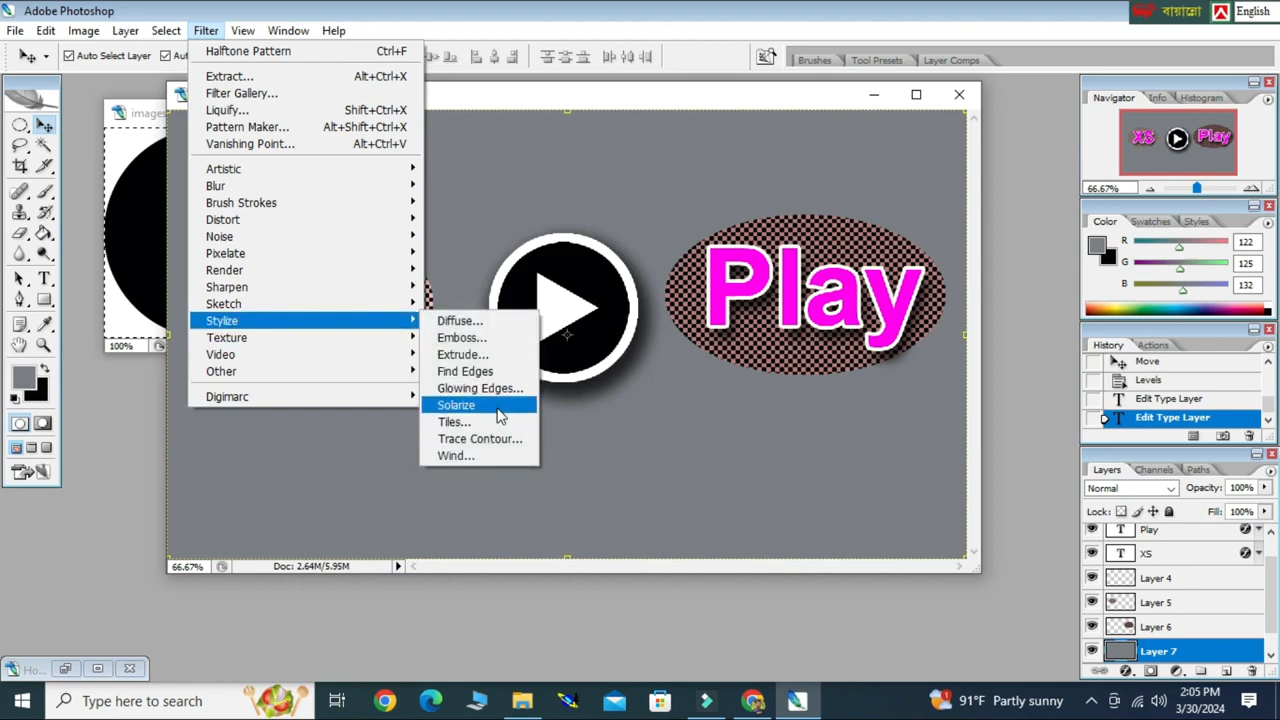 Adobe Photoshop
বায়ান্নো
English
File Edit Image Layer Select Filter View Window Help
Auto Select Layer
Brushes Tool Presets Layer Comps
Halftone Pattern Ctrl+F
Extract... Alt+Ctrl+X
Filter Gallery...
Liquify... Shift+Ctrl+X
Pattern Maker... Alt+Shift+Ctrl+X
Vanishing Point... Alt+Ctrl+V
Artistic
Blur
Brush Strokes
Distort
Noise
Pixelate
Render
Sharpen
Sketch
Stylize
Texture
Video
Other
Digimarc
Diffuse...
Emboss...
Extrude...
Find Edges
Glowing Edges...
Solarize
Tiles...
Trace Contour...
Wind...
images
100%
Play
66.67% Doc: 2.64M/5.95M
Navigator Info Histogram
XS Play
66.67%
Color Swatches Styles
R 122
G 125
B 132
History Actions
Move
Levels
Edit Type Layer
Edit Type Layer
Layers Channels Paths
Normal Opacity: 100%
Lock: Fill: 100%
T Play
T XS
Layer 4
Layer 5
Layer 6
Layer 7
Ho...
Type here to search
91°F Partly sunny
2:05 PM
3/30/2024